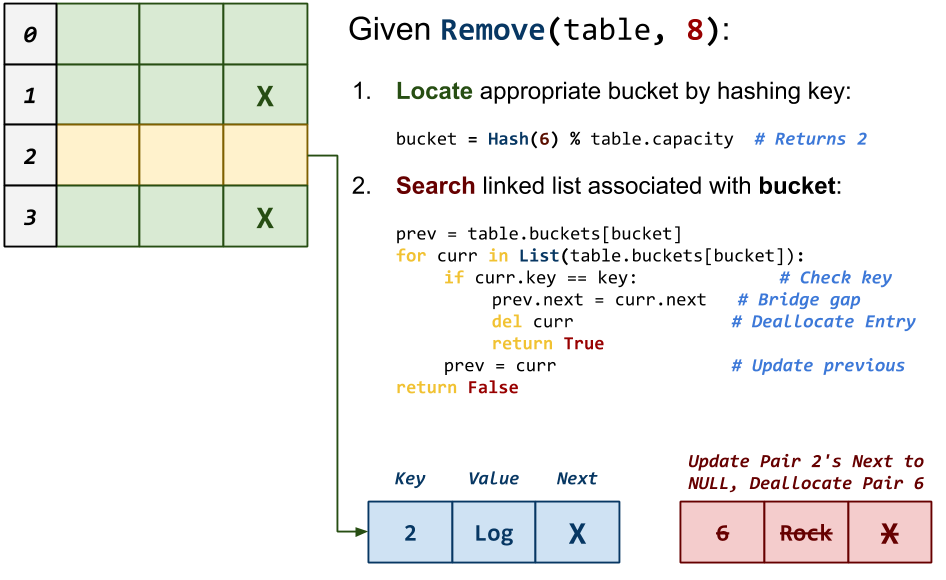 Given Remove(table, 8):
0
1 X
2
3 X
1. Locate appropriate bucket by hashing key:
bucket = Hash(6) % table.capacity # Returns 2
2. Search linked list associated with bucket:
prev = table.buckets[bucket]
for curr in List(table.buckets[bucket]):
if curr.key == key: # Check key
prev.next = curr.next # Bridge gap
del curr # Deallocate Entry
return True
prev = curr # Update previous
return False
Key Value Next
2 Log X
Update Pair 2's Next to
NULL, Deallocate Pair 6
6 Rock X